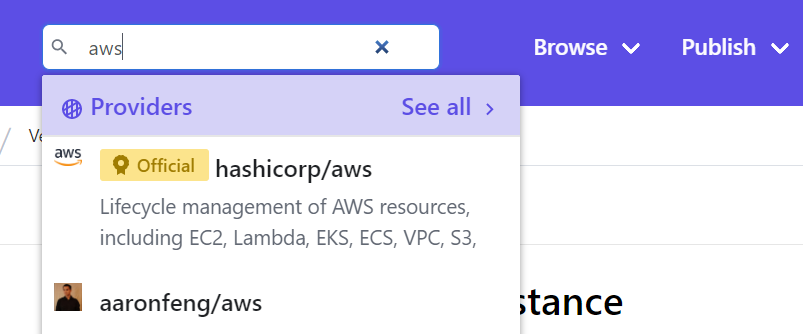 aws
Browse
Publish
Providers
See all
aws
Official
hashicorp/aws
Lifecycle management of AWS resources,
including EC2, Lambda, EKS, ECS, VPC, S3,
aaronfeng/aws
stance